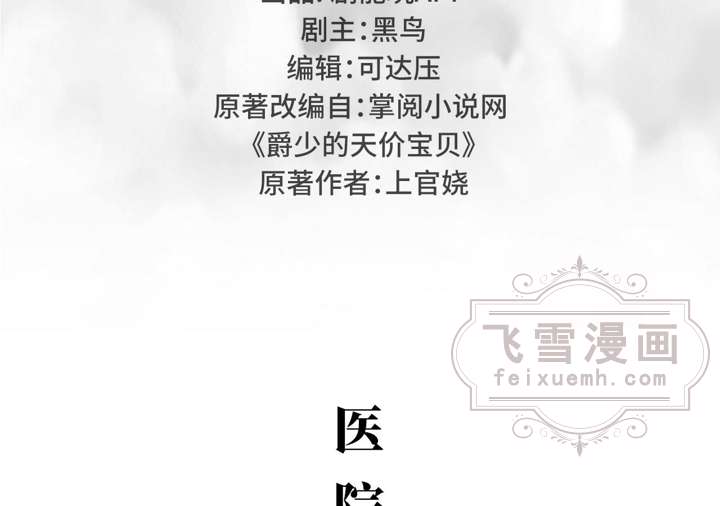 剧主:黑鸟
编辑:可达压
原著改编自:掌阅小说网
《爵少的天价宝贝》
原著作者:上官娆
飞雪漫画
feixuemh.com
医
院